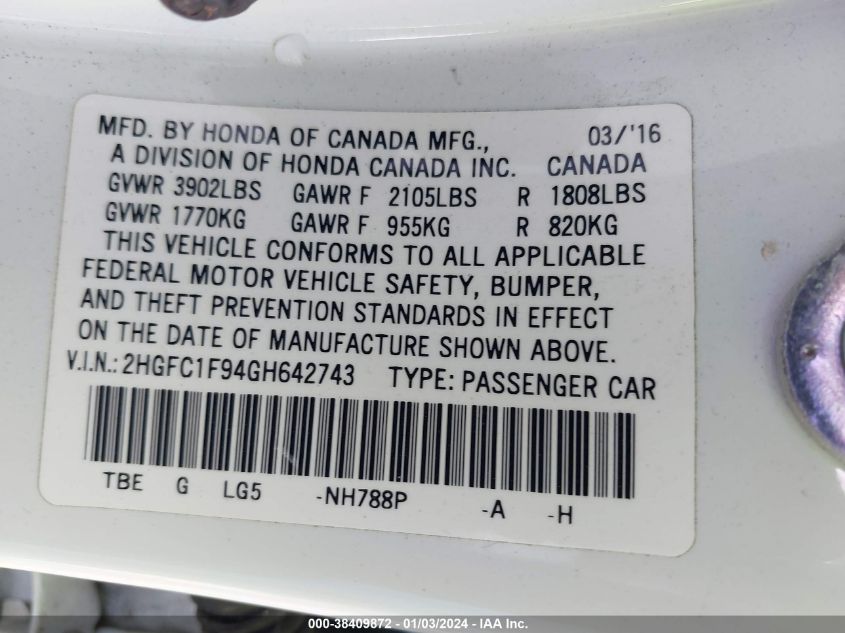 MFD. BY HONDA OF CANADA MFG., 03/'16
A DIVISION OF HONDA CANADA INC. CANADA
GVWR 3902LBS GAWR F 2105LBS R 1808LBS
GVWR 1770KG GAWR F 955KG R 820KG
THIS VEHICLE CONFORMS TO ALL APPLICABLE
FEDERAL MOTOR VEHICLE SAFETY, BUMPER,
AND THEFT PREVENTION STANDARDS IN EFFECT
ON THE DATE OF MANUFACTURE SHOWN ABOVE.
V.I.N.: 2HGFC1F94GH642743 TYPE: PASSENGER CAR
TBE G LG5 -NH788P -A -H
000-38409872 - 01/03/2024 - IAA Inc.